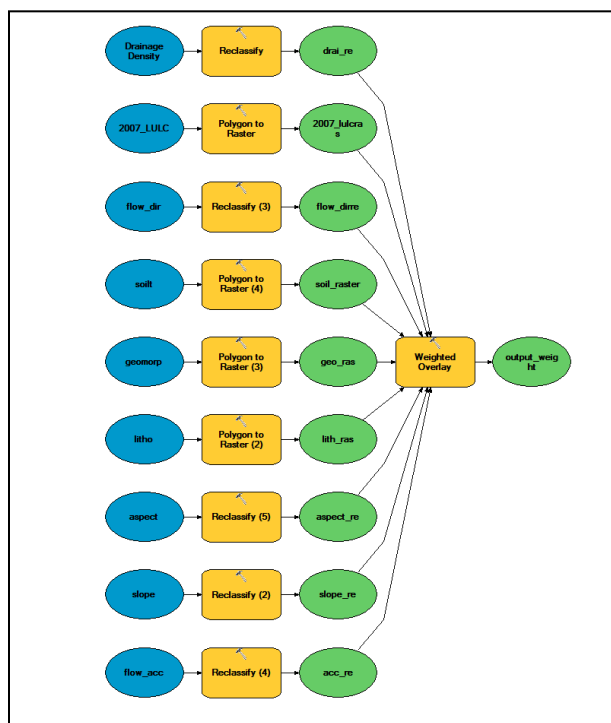 Drainage
Density
Reclassify
drai_re
2007_LULC
Polygon to
Raster
2007_lulcra
s
flow_dir
Reclassify (3)
flow_dirre
soilt
Polygon to
Raster (4)
soil_raster
geomorp
Polygon to
Raster (3)
geo_ras
Weighted
Overlay
output_weig
ht
litho
Polygon to
Raster (2)
lith_ras
aspect
Reclassify (5)
aspect_re
slope
Reclassify (2)
slope_re
flow_acc
Reclassify (4)
acc_re